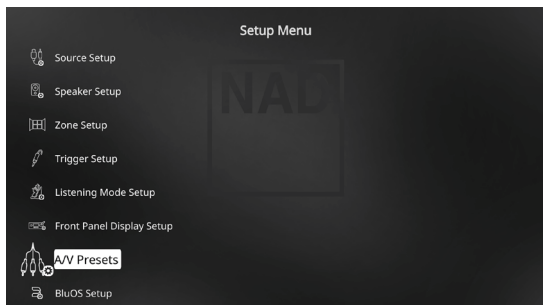 Setup Menu
Source Setup
Speaker Setup
NAD
Zone Setup
Trigger Setup
Listening Mode Setup
Front Panel Display Setup
A/V Presets
BluOS Setup